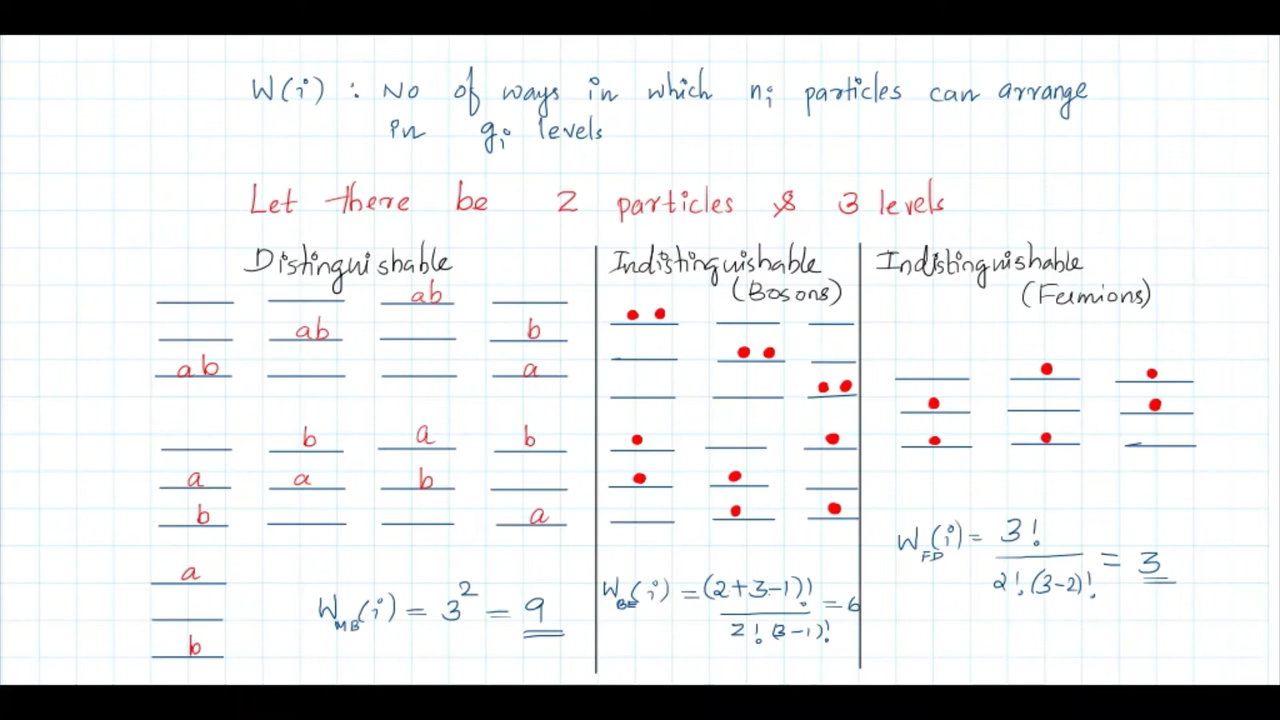 W(i) : No of ways in which ni particles can arrange
in gi levels
Let there be 2 particles & 3 levels
Distinguishable
ab
ab b
ab a
b a b
a a b
b a
a
b
W_MB(i) = 3² = 9
Indistinguishable
(Bosons)
W_BE(i) = (2+3-1)! / 2! (3-1)! = 6
Indistinguishable
(Fermions)
W_FD(i) = 3! / 2! (3-2)! = 3